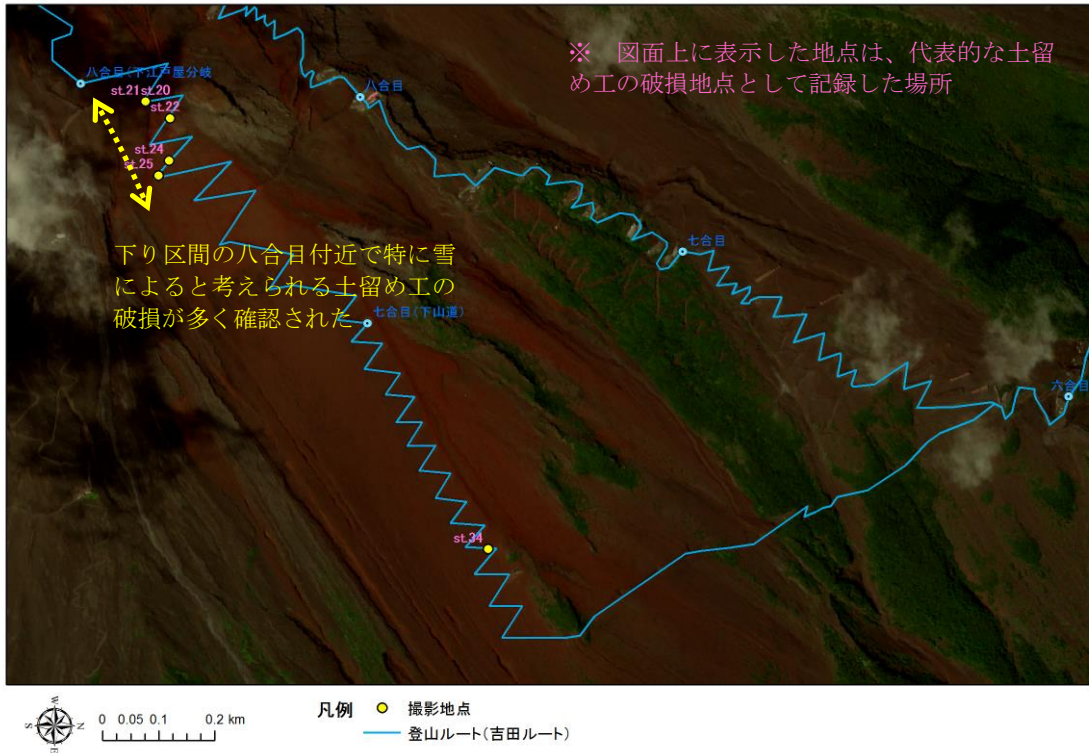 ※ 図面上に表示した地点は、代表的な土留
め工の破損地点として記録した場所
八合目(下江戸屋分岐
st.21st.20
st.22
八合目
st.24
st.25
下り区間の八合目付近で特に雪
によると考えられる土留め工の
破損が多く確認された
七合目
七合目(下山道)
六合目
st.34
凡例
撮影地点
登山ルート(吉田ルート)
W
S
N
E
0 0.05 0.1 0.2 km